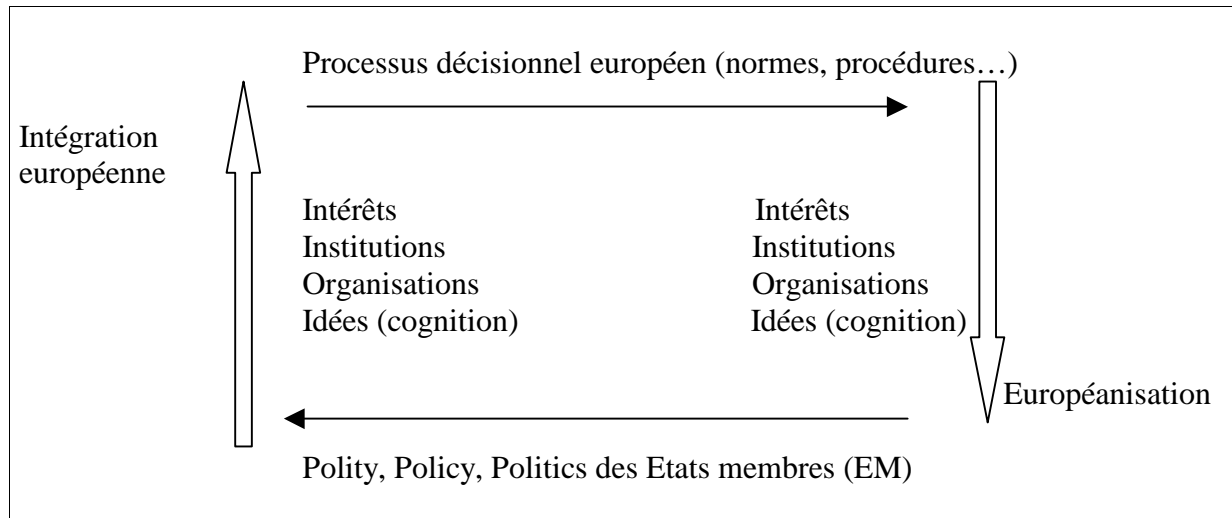 Processus décisionnel européen (normes, procédures…)
Intégration
européenne
Intérêts
Institutions
Organisations
Idées (cognition)
Intérêts
Institutions
Organisations
Idées (cognition)
Européanisation
Polity, Policy, Politics des Etats membres (EM)